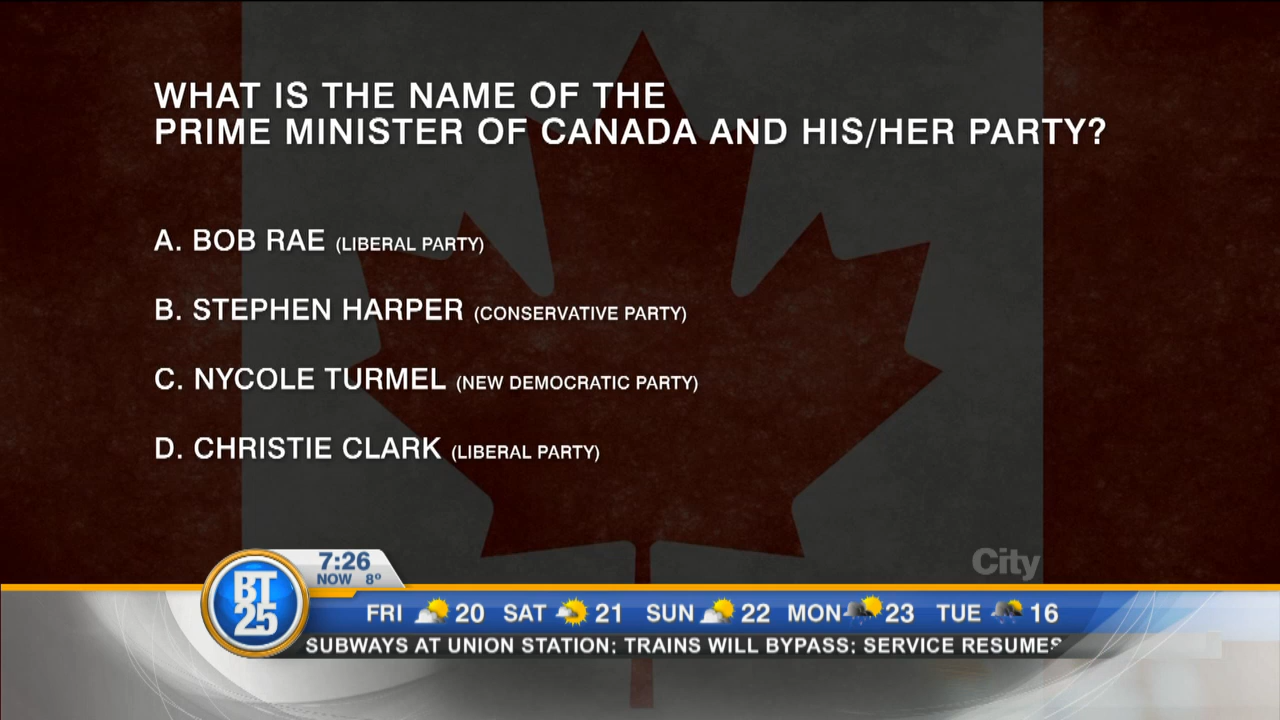 WHAT IS THE NAME OF THE
PRIME MINISTER OF CANADA AND HIS/HER PARTY?
A. BOB RAE (LIBERAL PARTY)
B. STEPHEN HARPER (CONSERVATIVE PARTY)
C. NYCOLE TURMEL (NEW DEMOCRATIC PARTY)
D. CHRISTIE CLARK (LIBERAL PARTY)
City
7:26
NOW 8°
BT
25
FRI 20 SAT 21 SUN 22 MON 23 TUE 16
SUBWAYS AT UNION STATION; TRAINS WILL BYPASS; SERVICE RESUMES